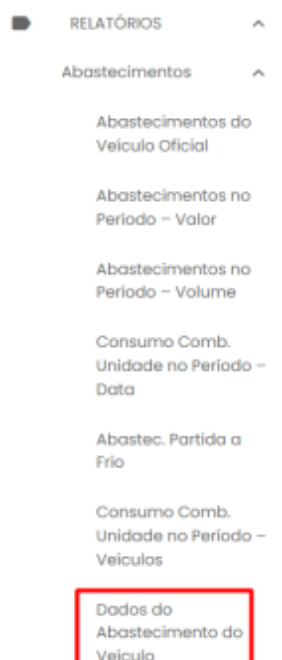 RELATÓRIOS
Abastecimentos
Abastecimentos do
Veículo Oficial
Abastecimentos no
Período – Valor
Abastecimentos no
Período – Volume
Consumo Comb.
Unidade no Período –
Data
Abastec. Partida a
Frio
Consumo Comb.
Unidade no Período –
Veículos
Dados do
Abastecimento do
Veículo